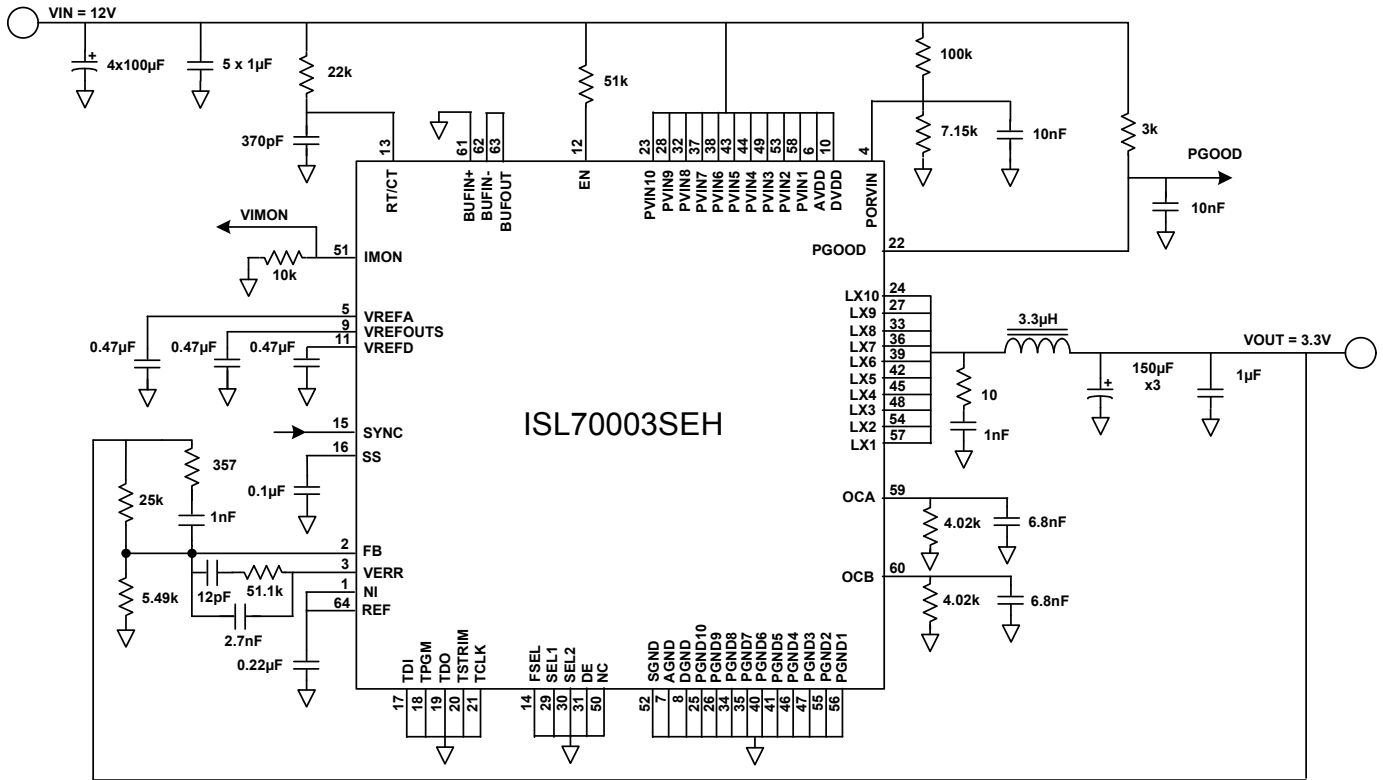 VIN = 12V
4x100µF
5 x 1µF
22k
370pF
51k
100k
7.15k
10nF
3k
PGOOD
10nF
13
61
62
63
12
23
28
32
37
38
43
44
49
53
58
6
10
4
RT/CT
BUFIN+
BUFIN-
BUFOUT
EN
PVIN10
PVIN9
PVIN8
PVIN7
PVIN6
PVIN5
PVIN4
PVIN3
PVIN2
PVIN1
AVDD
DVDD
PORVIN
VIMON
10k
51 IMON
PGOOD 22
5 VREFA
9 VREFOUTS
11 VREFD
0.47µF
0.47µF
0.47µF
LX10 24
LX9 27
LX8 33
LX7 36
LX6 39
LX5 42
LX4 45
LX3 48
LX2 54
LX1 57
3.3µH
VOUT = 3.3V
150µF
x3
1µF
10
1nF
ISL70003SEH
15 SYNC
16 SS
357
25k
0.1µF
1nF
2 FB
3 VERR
1 NI
64 REF
12pF
51.1k
5.49k
2.7nF
0.22µF
OCA 59
4.02k
6.8nF
OCB 60
4.02k
6.8nF
TDI
TPGM
TDO
TSTRIM
TCLK
FSEL
SEL1
SEL2
DE
NC
SGND
AGND
DGND
PGND10
PGND9
PGND8
PGND7
PGND6
PGND5
PGND4
PGND3
PGND2
PGND1
17
18
19
20
21
14
29
30
31
50
52
7
8
25
26
34
35
40
41
46
47
55
56